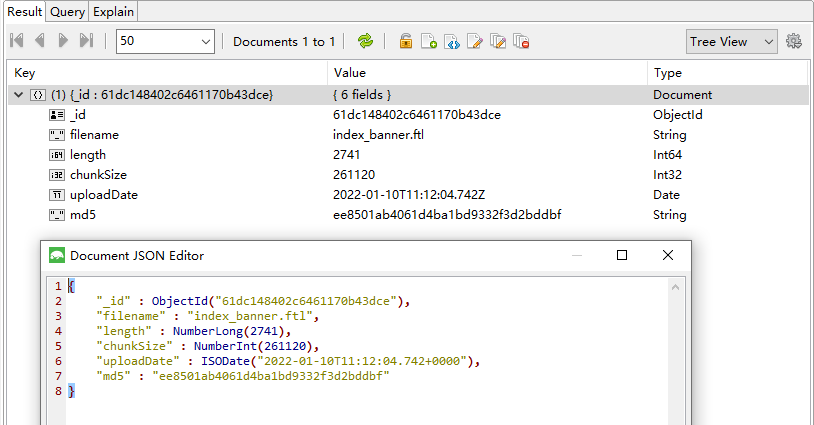 Result Query Explain
50 Documents 1 to 1 Tree View
Key Value Type
(1) {_id : 61dc148402c6461170b43dce} { 6 fields } Document
_id 61dc148402c6461170b43dce ObjectId
"_" filename index_banner.ftl String
i64 length 2741 Int64
i32 chunkSize 261120 Int32
uploadDate 2022-01-10T11:12:04.742Z Date
"_" md5 ee8501ab4061d4ba1bd9332f3d2bddbf String
Document JSON Editor
1 {
2 "_id" : ObjectId("61dc148402c6461170b43dce"),
3 "filename" : "index_banner.ftl",
4 "length" : NumberLong(2741),
5 "chunkSize" : NumberInt(261120),
6 "uploadDate" : ISODate("2022-01-10T11:12:04.742+0000"),
7 "md5" : "ee8501ab4061d4ba1bd9332f3d2bddbf"
8 }